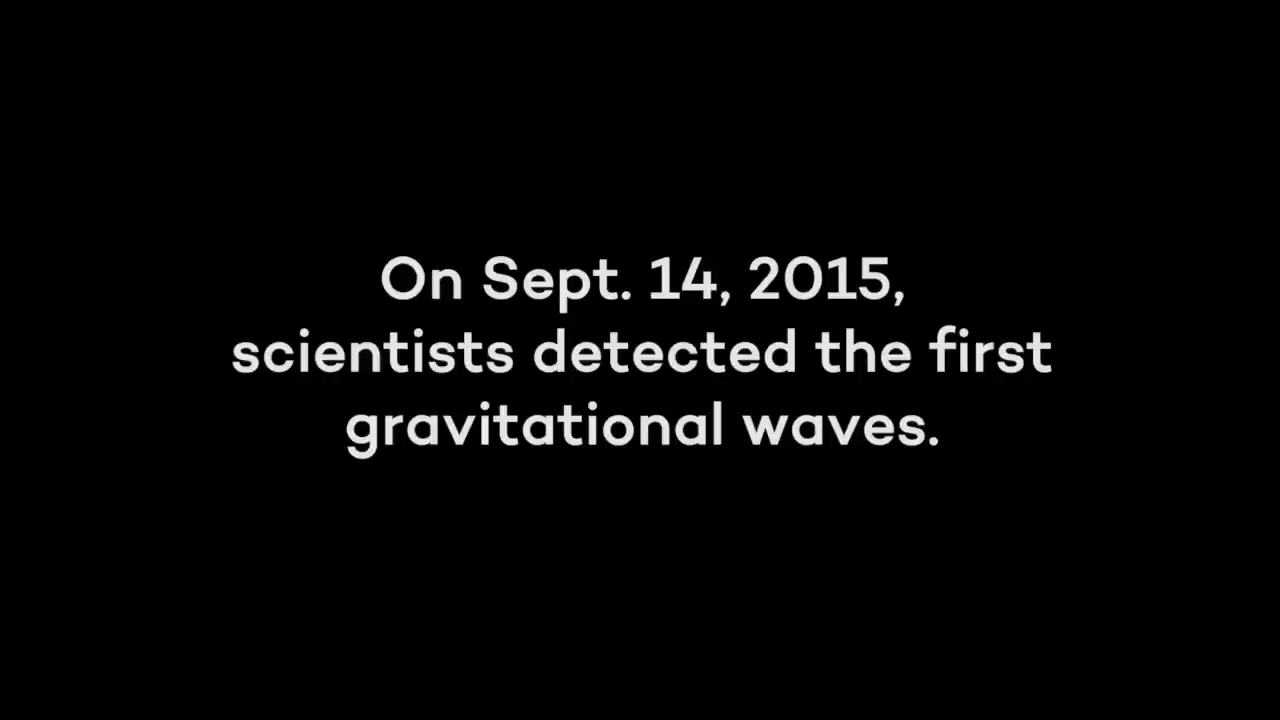 On Sept. 14, 2015,
scientists detected the first
gravitational waves.